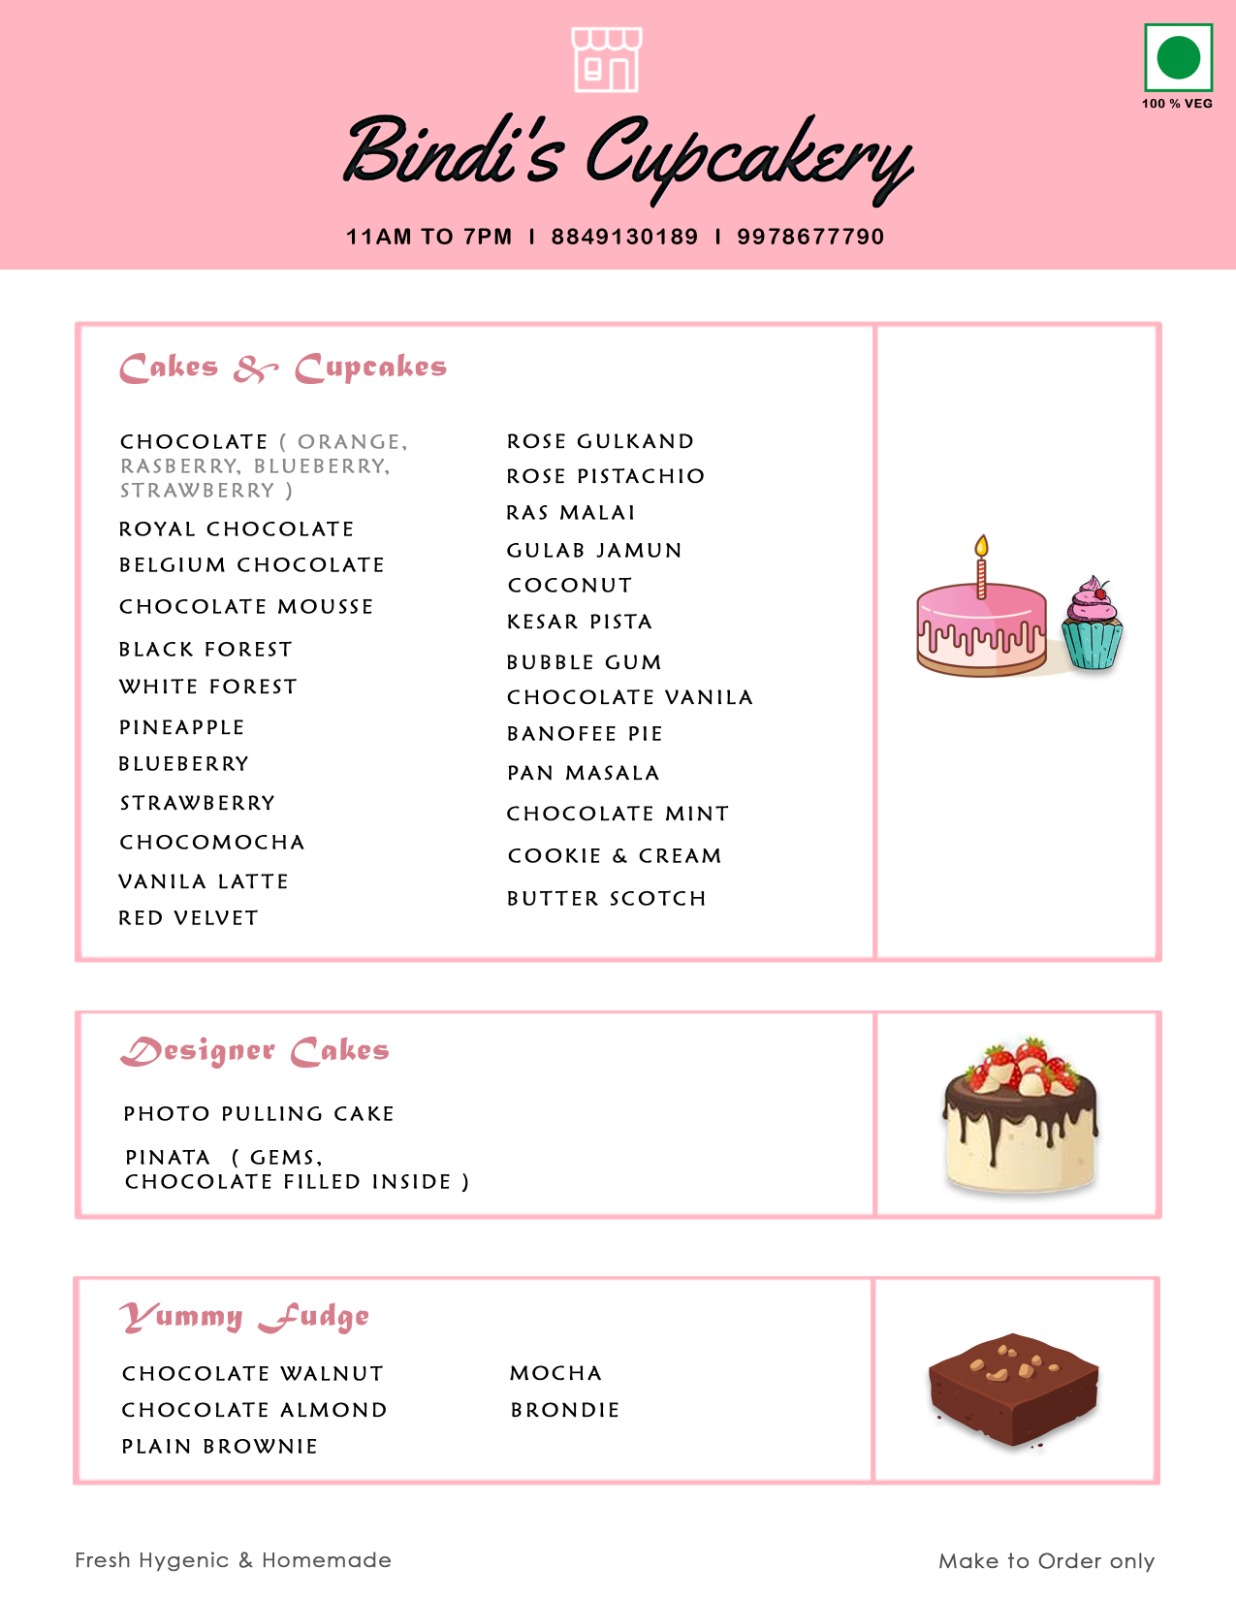 100 % VEG
Bindi's Cupcakery
11AM TO 7PM I 8849130189 I 9978677790
Cakes & Cupcakes
CHOCOLATE ( ORANGE,
RASBERRY, BLUEBERRY,
STRAWBERRY )
ROYAL CHOCOLATE
BELGIUM CHOCOLATE
CHOCOLATE MOUSSE
BLACK FOREST
WHITE FOREST
PINEAPPLE
BLUEBERRY
STRAWBERRY
CHOCOMOCHA
VANILA LATTE
RED VELVET
ROSE GULKAND
ROSE PISTACHIO
RAS MALAI
GULAB JAMUN
COCONUT
KESAR PISTA
BUBBLE GUM
CHOCOLATE VANILA
BANOFEE PIE
PAN MASALA
CHOCOLATE MINT
COOKIE & CREAM
BUTTER SCOTCH
Designer Cakes
PHOTO PULLING CAKE
PINATA ( GEMS,
CHOCOLATE FILLED INSIDE )
Yummy Fudge
CHOCOLATE WALNUT
CHOCOLATE ALMOND
PLAIN BROWNIE
MOCHA
BRONDIE
Fresh Hygenic & Homemade
Make to Order only